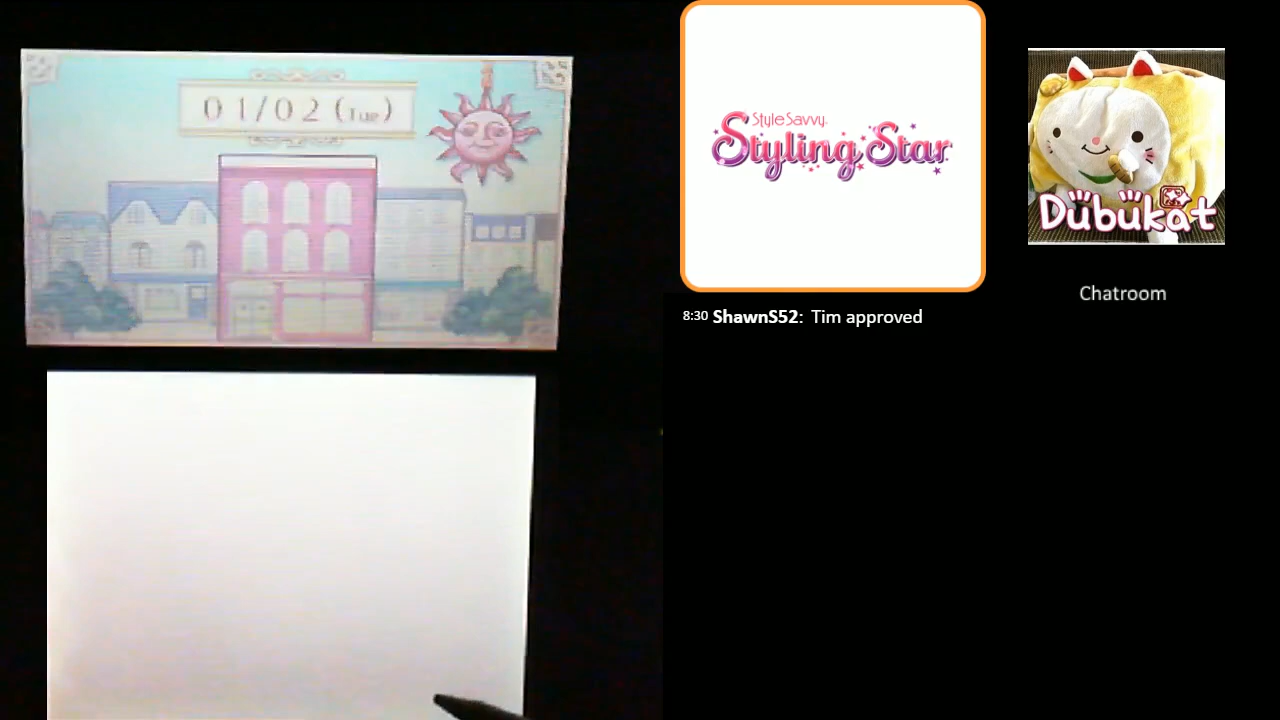 01/02 (Tue)
Style Savvy
Styling Star
Dubukat
Chatroom
8:30 ShawnS52: Tim approved